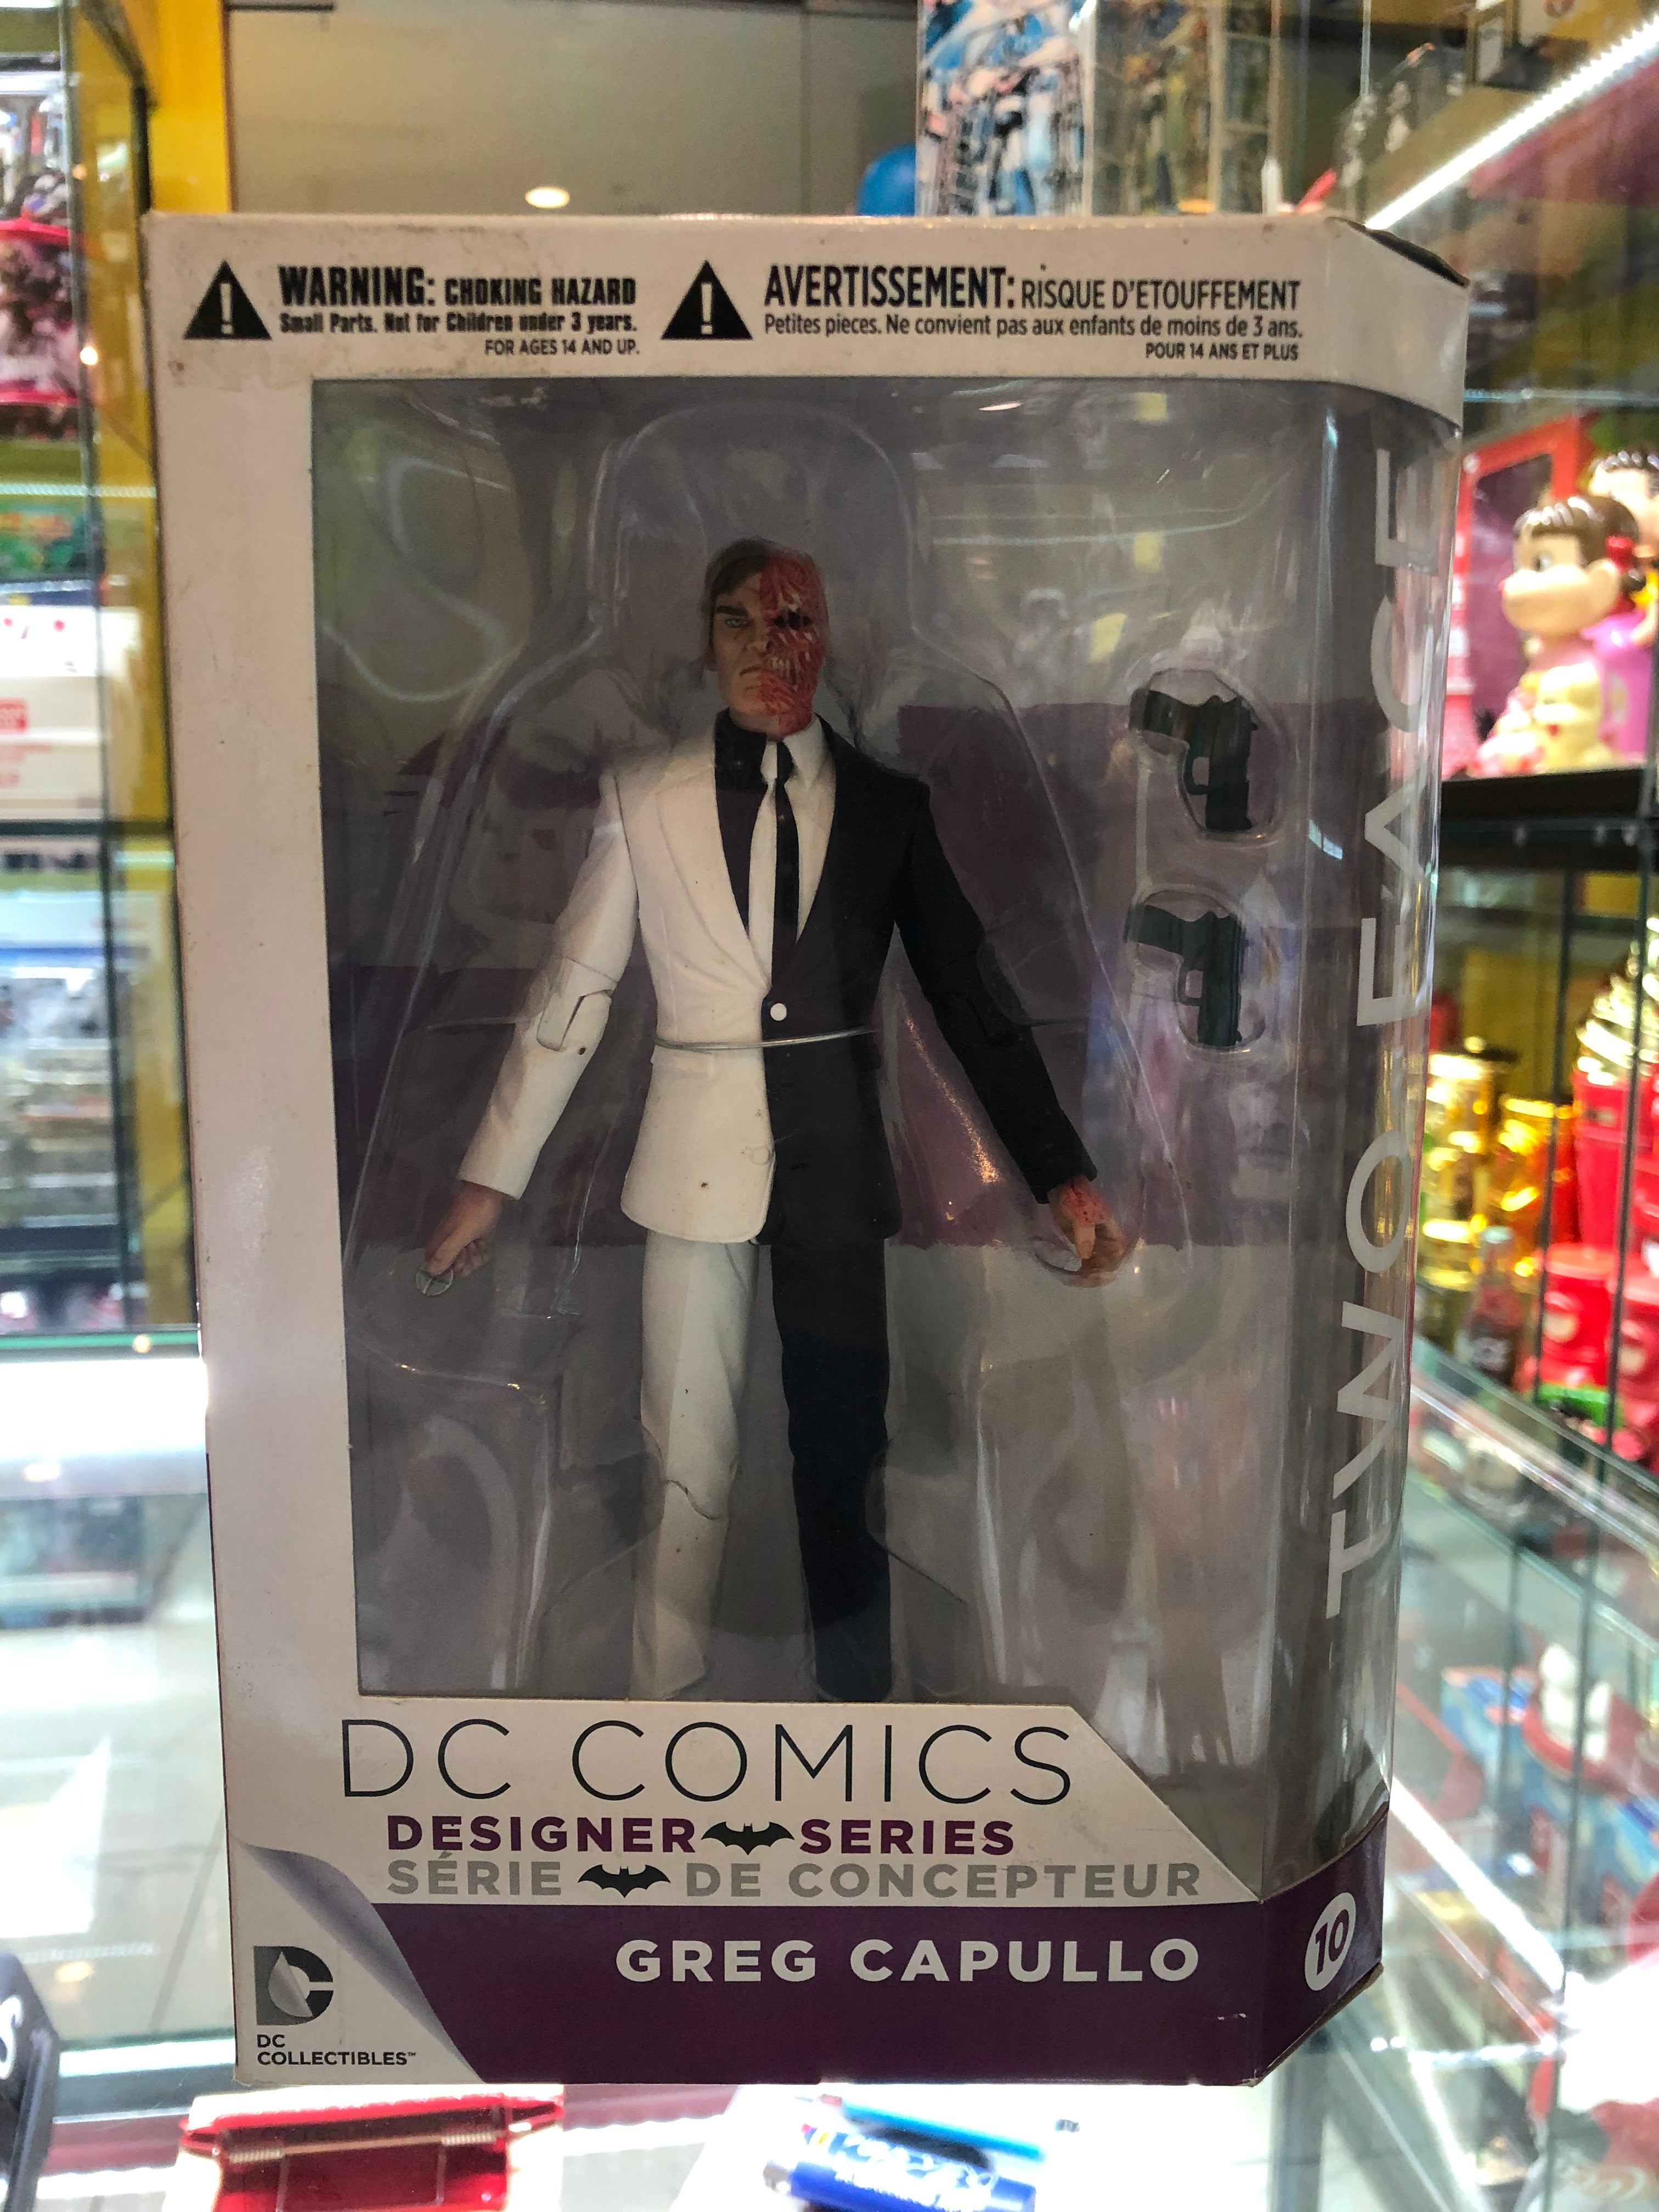 WARNING: CHOKING HAZARD
Small Parts. Not for Children under 3 years.
FOR AGES 14 AND UP.
AVERTISSEMENT: RISQUE D'ETOUFFEMENT
Petites pieces. Ne convient pas aux enfants de moins de 3 ans.
POUR 14 ANS ET PLUS
TWO-FACE
DC COMICS
DESIGNER SERIES
SÉRIE DE CONCEPTEUR
GREG CAPULLO
10
DC
COLLECTIBLES™